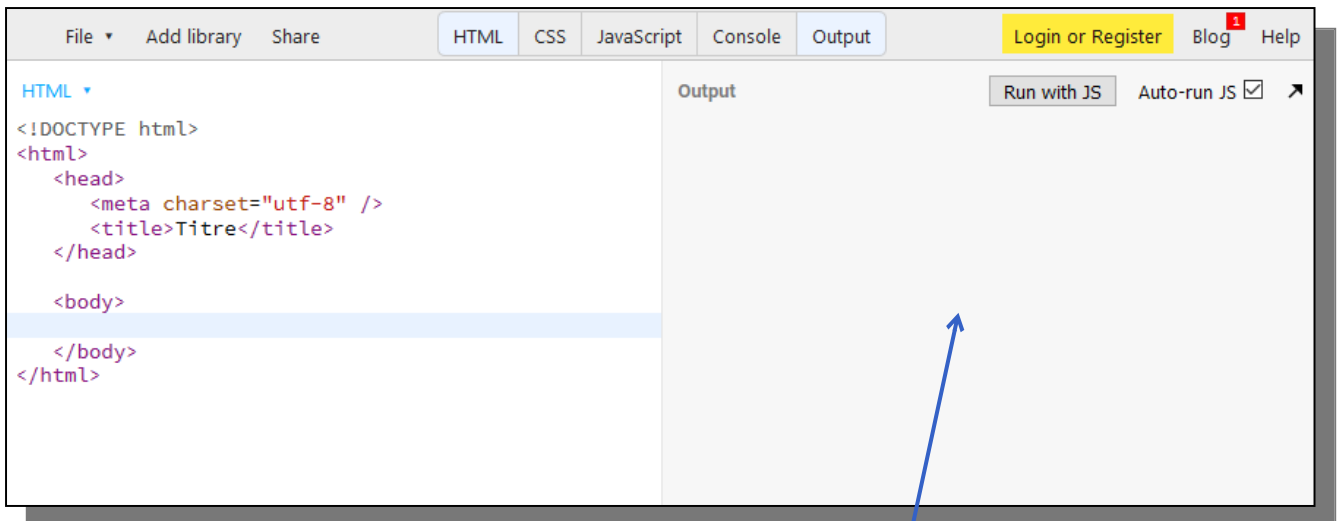 File ▾ Add library Share HTML CSS JavaScript Console Output Login or Register Blog 1 Help
HTML ▾
Output Run with JS Auto-run JS
<!DOCTYPE html>
<html>
   <head>
      <meta charset="utf-8" />
      <title>Titre</title>
   </head>
   <body>
   </body>
</html>